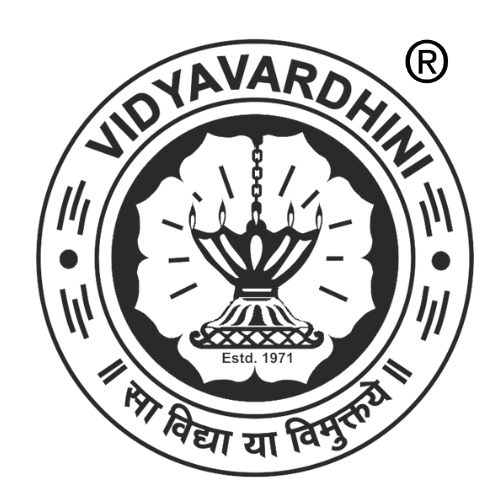 VIDYAVARDHINI
®
Estd. 1971
॥ सा विद्या या विमुक्तये ॥